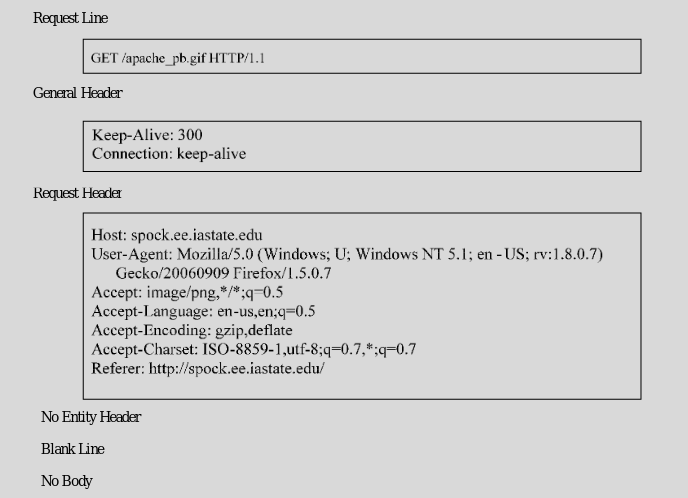 Request Line
GET /apache_pb.gif HTTP/1.1
General Header
Keep-Alive: 300
Connection: keep-alive
Request Header
Host: spock.ee.iastate.edu
User-Agent: Mozilla/5.0 (Windows; U; Windows NT 5.1; en - US; rv:1.8.0.7)
Gecko/20060909 Firefox/1.5.0.7
Accept: image/png,*/*;q=0.5
Accept-Language: en-us,en;q=0.5
Accept-Encoding: gzip,deflate
Accept-Charset: ISO-8859-1,utf-8;q=0.7,*;q=0.7
Referer: http://spock.ee.iastate.edu/
No Entity Header
Blank Line
No Body